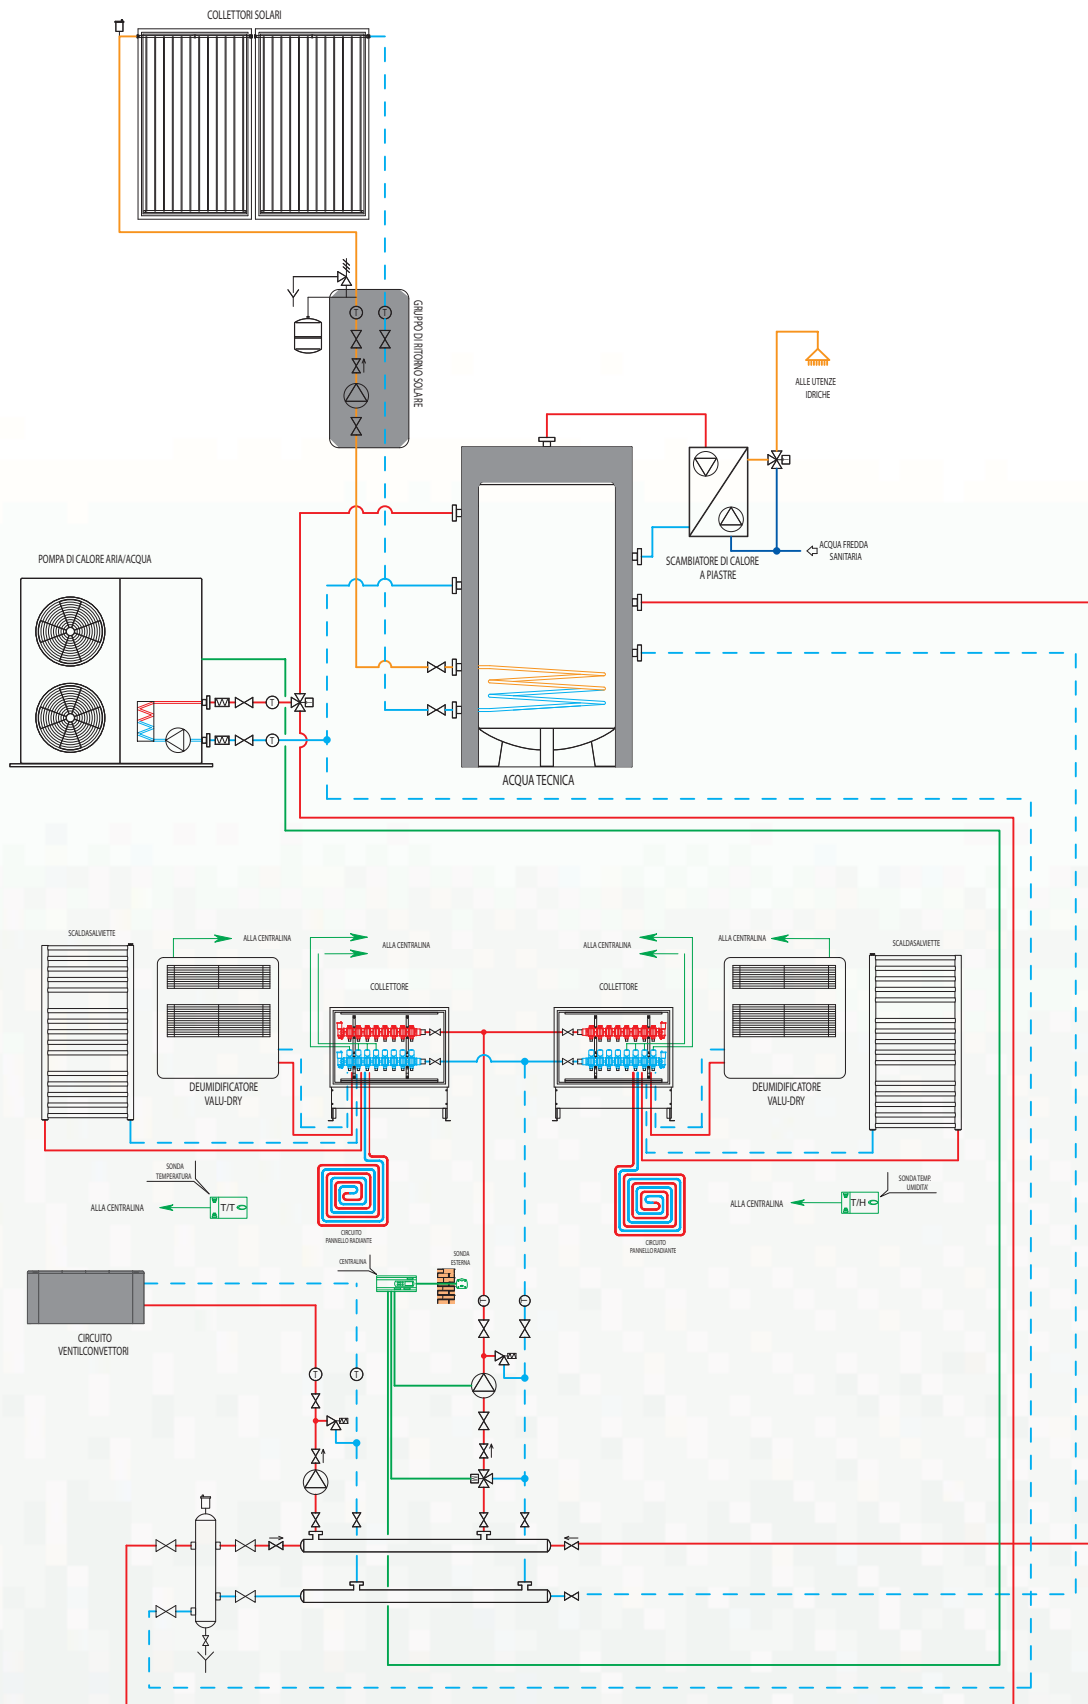 COLLETTORI SOLARI
T
T
GRUPPO DI RITORNO SOLARE
ALLE UTENZE
IDRICHE
ACQUA FREDDA
SANITARIA
SCAMBIATORE DI CALORE
A PIASTRE
POMPA DI CALORE ARIA/ACQUA
T
T
ACQUA TECNICA
SCALDASALVIETTE
ALLA CENTRALINA
ALLA CENTRALINA
ALLA CENTRALINA
ALLA CENTRALINA
SCALDASALVIETTE
COLLETTORE
COLLETTORE
DEUMIDIFICATORE
VALU-DRY
DEUMIDIFICATORE
VALU-DRY
SONDA
TEMPERATURA
T/T
ALLA CENTRALINA
SONDA TEMP.
UMIDITA'
T/H
ALLA CENTRALINA
CIRCUITO
PANNELLO RADIANTE
CIRCUITO
PANNELLO RADIANTE
CENTRALINA
SONDA
ESTERNA
T
T
CIRCUITO
VENTILCONVETTORI
T
T